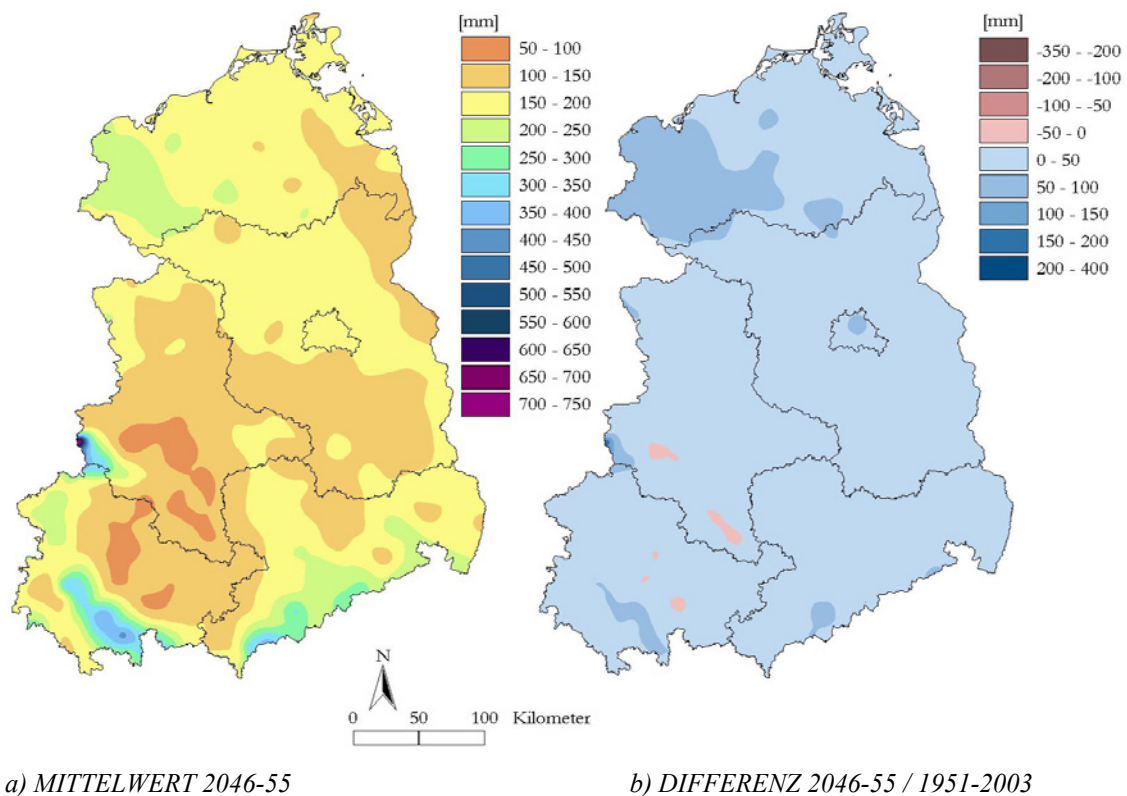 [mm]
50 - 100
100 - 150
150 - 200
200 - 250
250 - 300
300 - 350
350 - 400
400 - 450
450 - 500
500 - 550
550 - 600
600 - 650
650 - 700
700 - 750
[mm]
-350 - -200
-200 - -100
-100 - -50
-50 - 0
0 - 50
50 - 100
100 - 150
150 - 200
200 - 400
N
0 50 100 Kilometer
a) MITTELWERT 2046-55
b) DIFFERENZ 2046-55 / 1951-2003